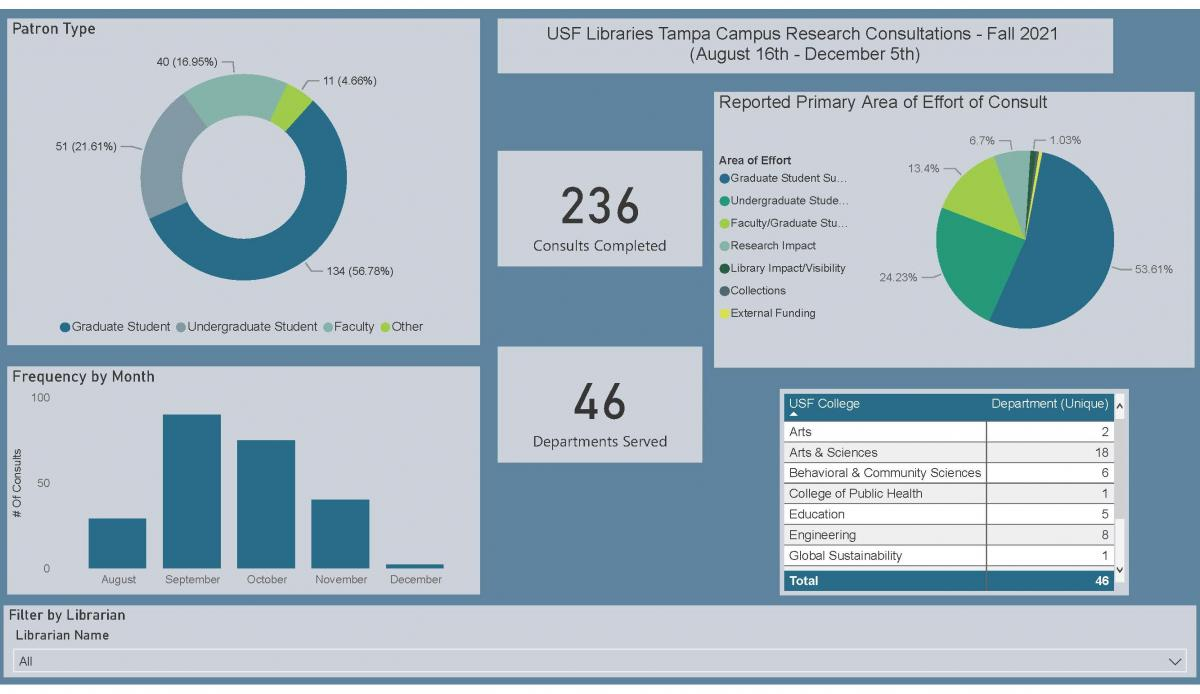 Patron Type
40 (16.95%)
11 (4.66%)
51 (21.61%)
134 (56.78%)
Graduate Student Undergraduate Student Faculty Other
USF Libraries Tampa Campus Research Consultations - Fall 2021
(August 16th - December 5th)
236
Consults Completed
46
Departments Served
Reported Primary Area of Effort of Consult
Area of Effort
Graduate Student Su...
Undergraduate Stude...
Faculty/Graduate Stu...
Research Impact
Library Impact/Visibility
Collections
External Funding
6.7%
1.03%
13.4%
24.23%
53.61%
Frequency by Month
# Of Consults
100
50
0
August September October November December
USF College Department (Unique)
Arts 2
Arts & Sciences 18
Behavioral & Community Sciences 6
College of Public Health 1
Education 5
Engineering 8
Global Sustainability 1
Total 46
Filter by Librarian
Librarian Name
All